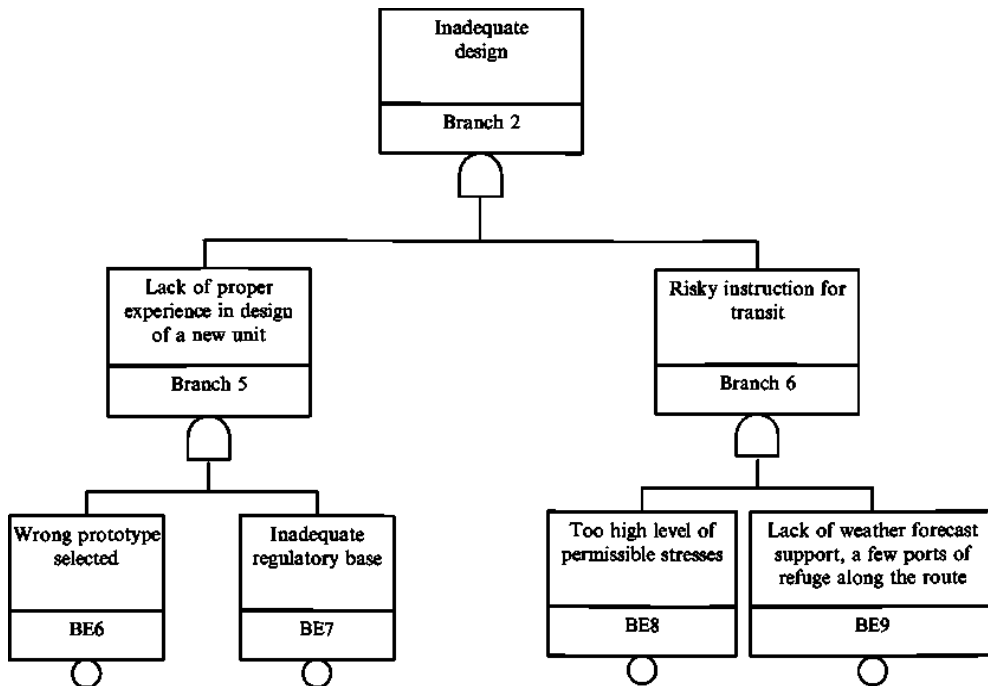 Inadequate
design
Branch 2
Lack of proper
experience in design
of a new unit
Branch 5
Risky instruction for
transit
Branch 6
Wrong prototype
selected
BE6
Inadequate
regulatory base
BE7
Too high level of
permissible stresses
BE8
Lack of weather forecast
support, a few ports of
refuge along the route
BE9